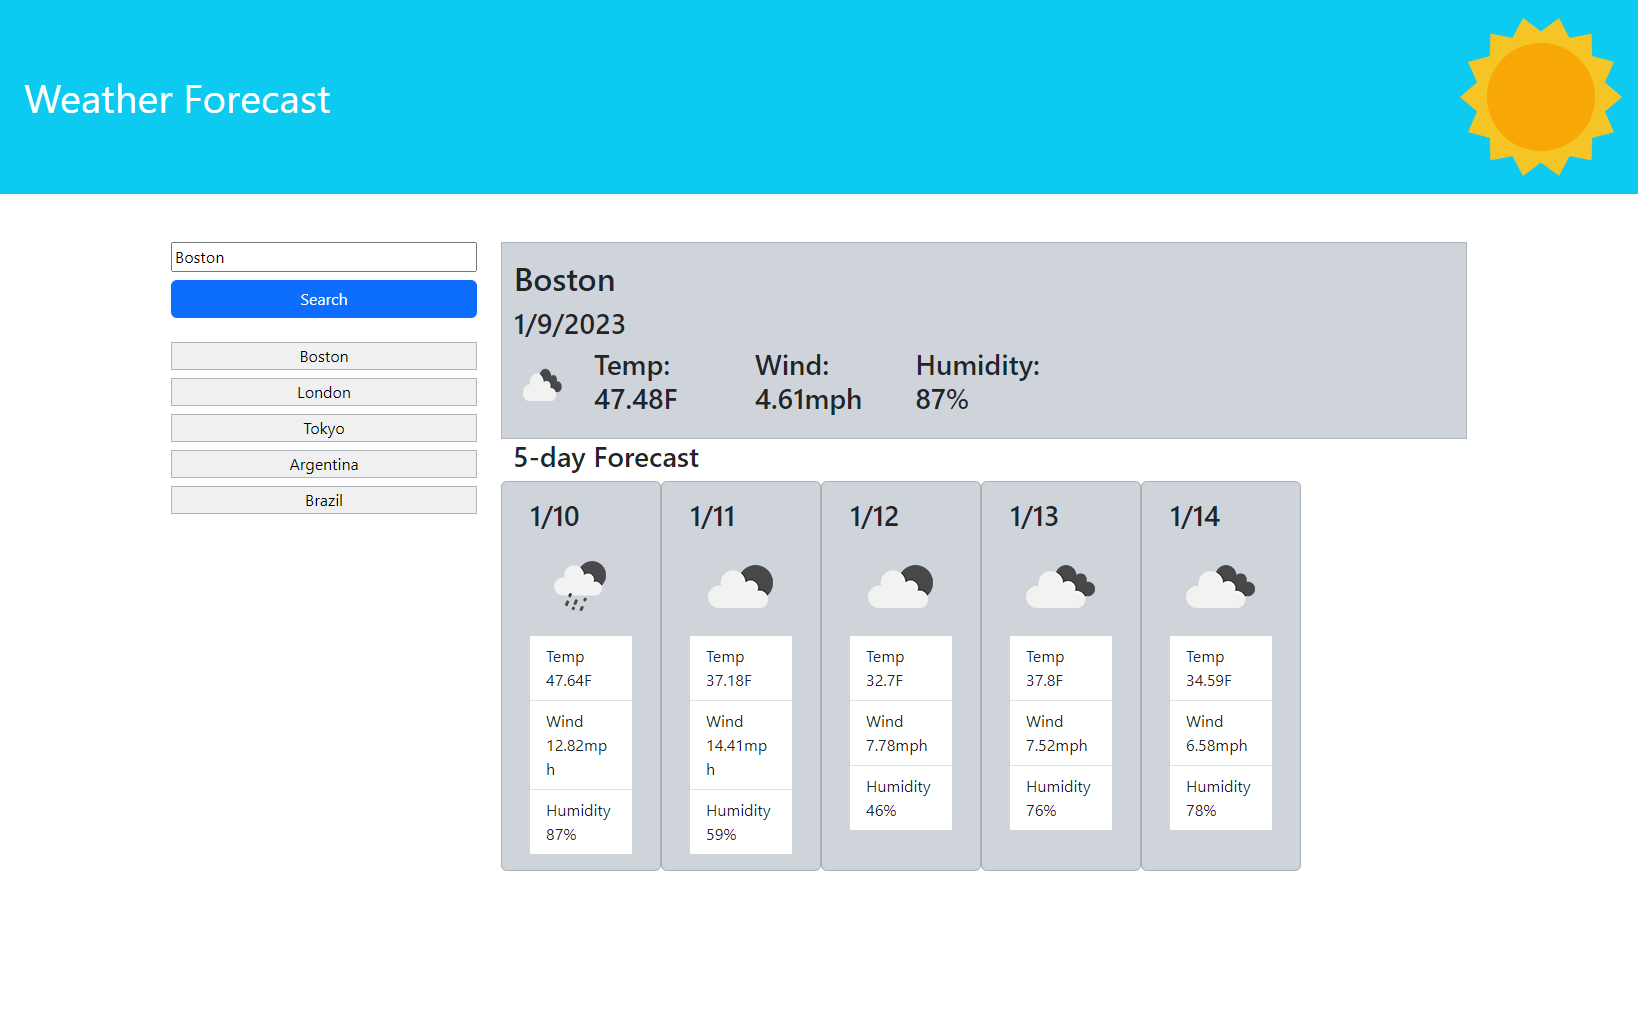 Weather Forecast
Boston
Search
Boston
London
Tokyo
Argentina
Brazil
Boston
1/9/2023
Temp: Wind: Humidity:
47.48F 4.61mph 87%
5-day Forecast
1/10
Temp
47.64F
Wind
12.82mp
h
Humidity
87%
1/11
Temp
37.18F
Wind
14.41mp
h
Humidity
59%
1/12
Temp
32.7F
Wind
7.78mph
Humidity
46%
1/13
Temp
37.8F
Wind
7.52mph
Humidity
76%
1/14
Temp
34.59F
Wind
6.58mph
Humidity
78%